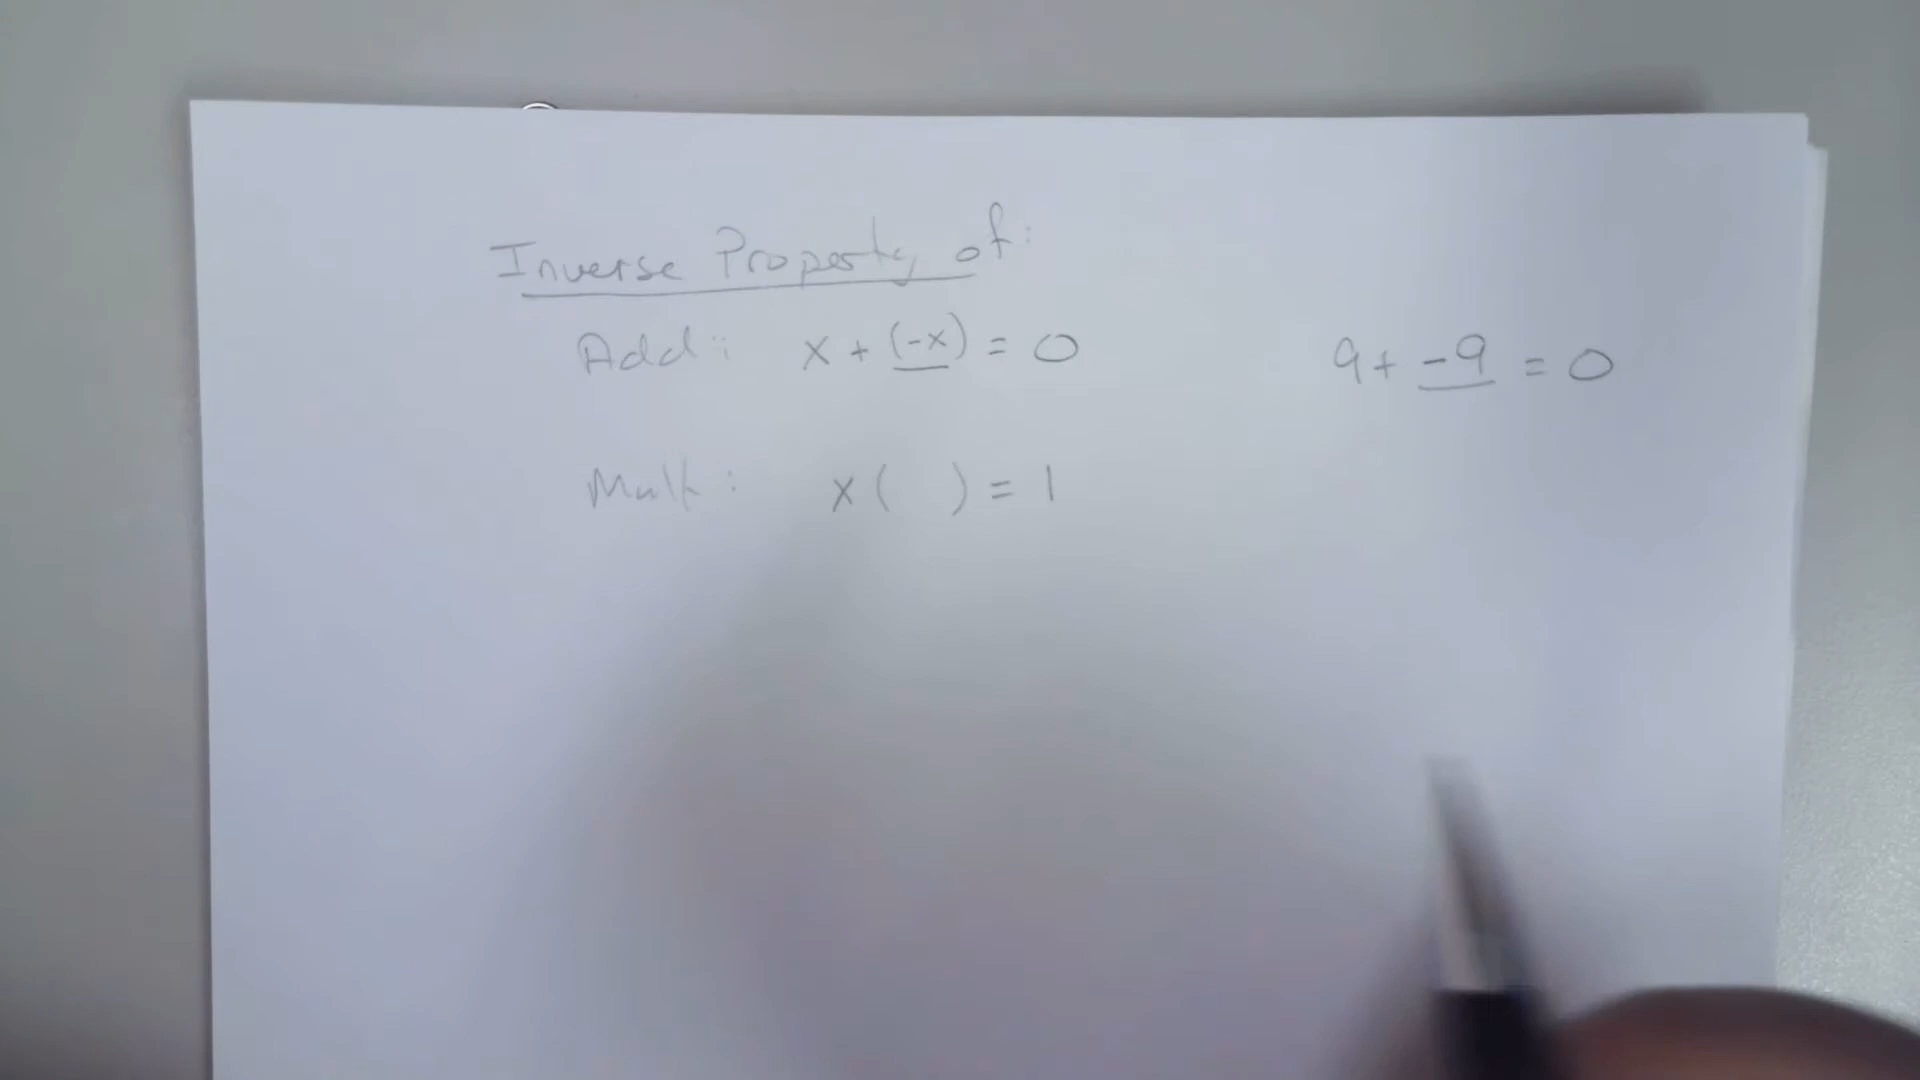 Inverse Property of:
Add: x + (-x) = 0 9 + -9 = 0
Mult: x ( ) = 1